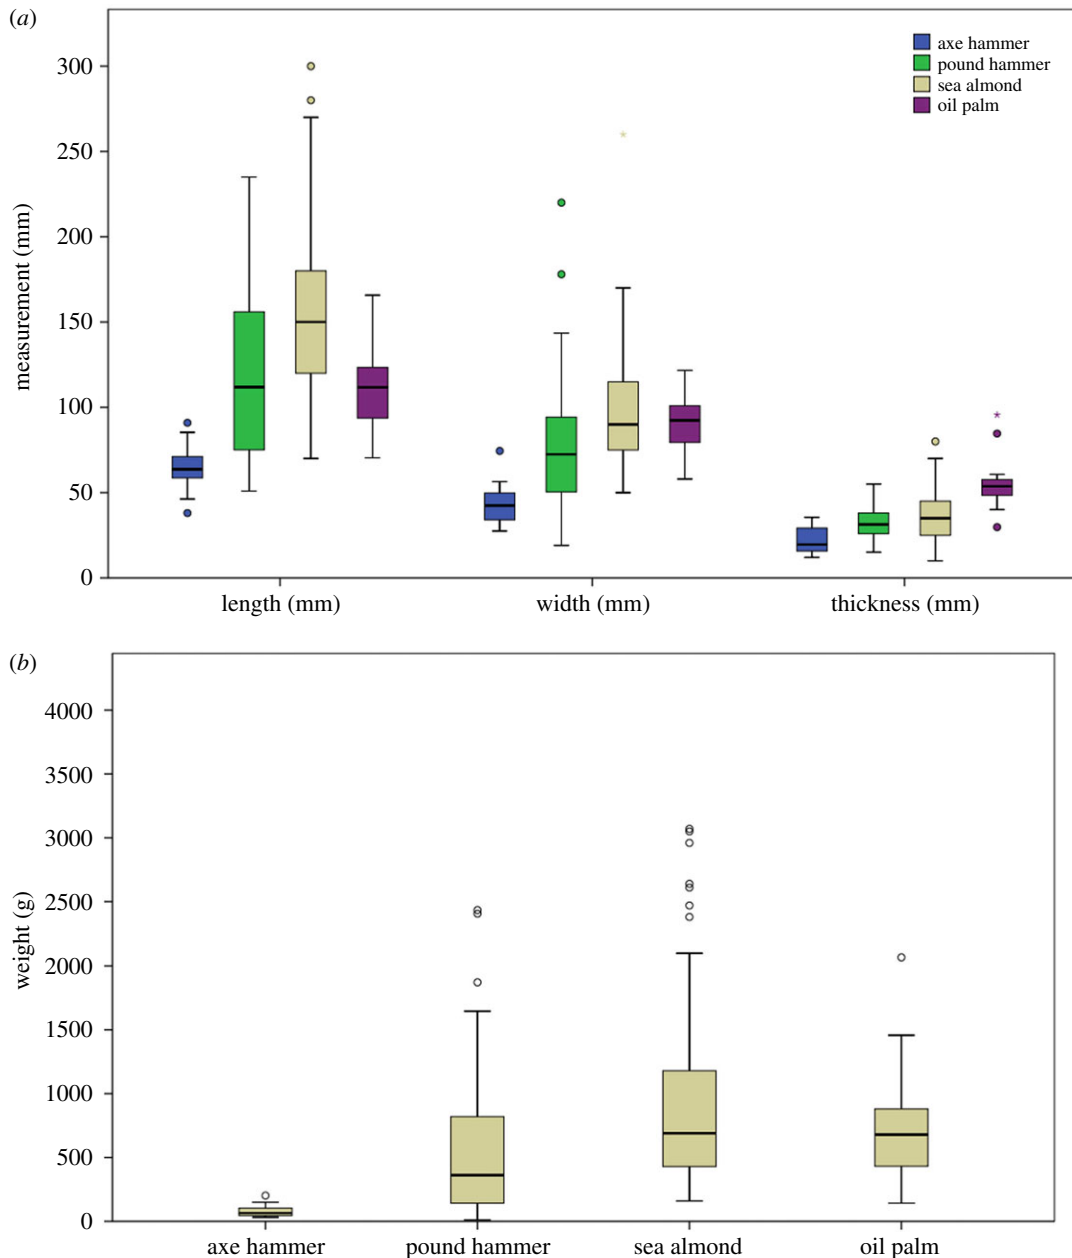 (a)
axe hammer
pound hammer
sea almond
oil palm
300
250
200
150
100
50
0
measurement (mm)
length (mm) width (mm) thickness (mm)
(b)
4000
3500
3000
2500
2000
1500
1000
500
0
weight (g)
axe hammer pound hammer sea almond oil palm